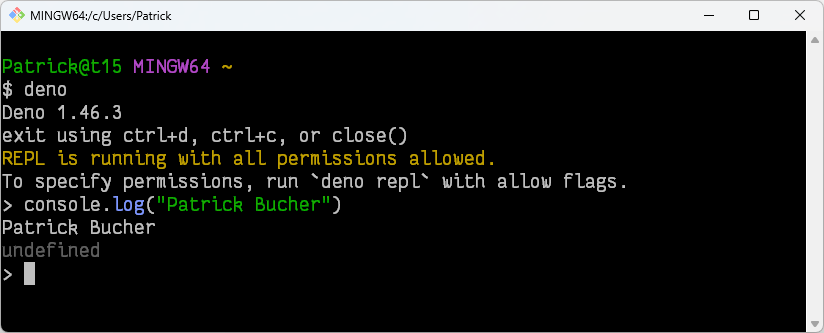 MINGW64:/c/Users/Patrick
Patrick@t15 MINGW64 ~
$ deno
Deno 1.46.3
exit using ctrl+d, ctrl+c, or close()
REPL is running with all permissions allowed.
To specify permissions, run `deno repl` with allow flags.
> console.log("Patrick Bucher")
Patrick Bucher
undefined
>